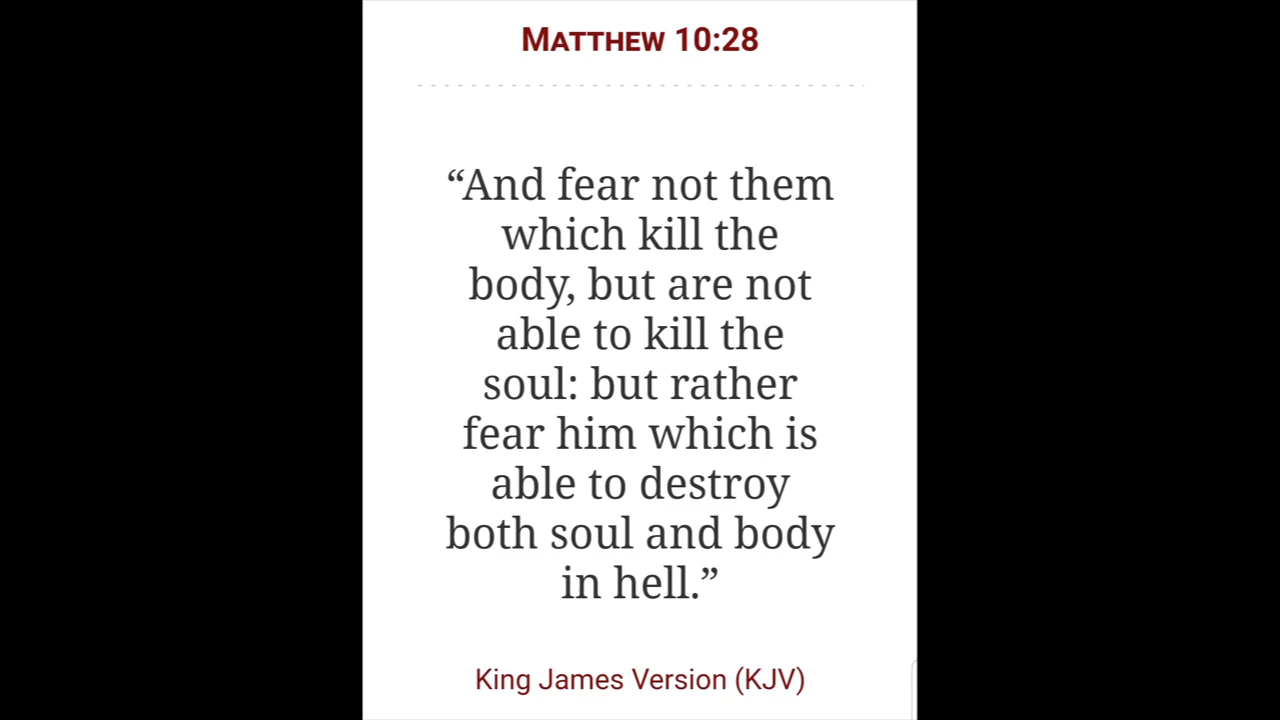 Matthew 10:28
“And fear not them
which kill the
body, but are not
able to kill the
soul: but rather
fear him which is
able to destroy
both soul and body
in hell.”
King James Version (KJV)